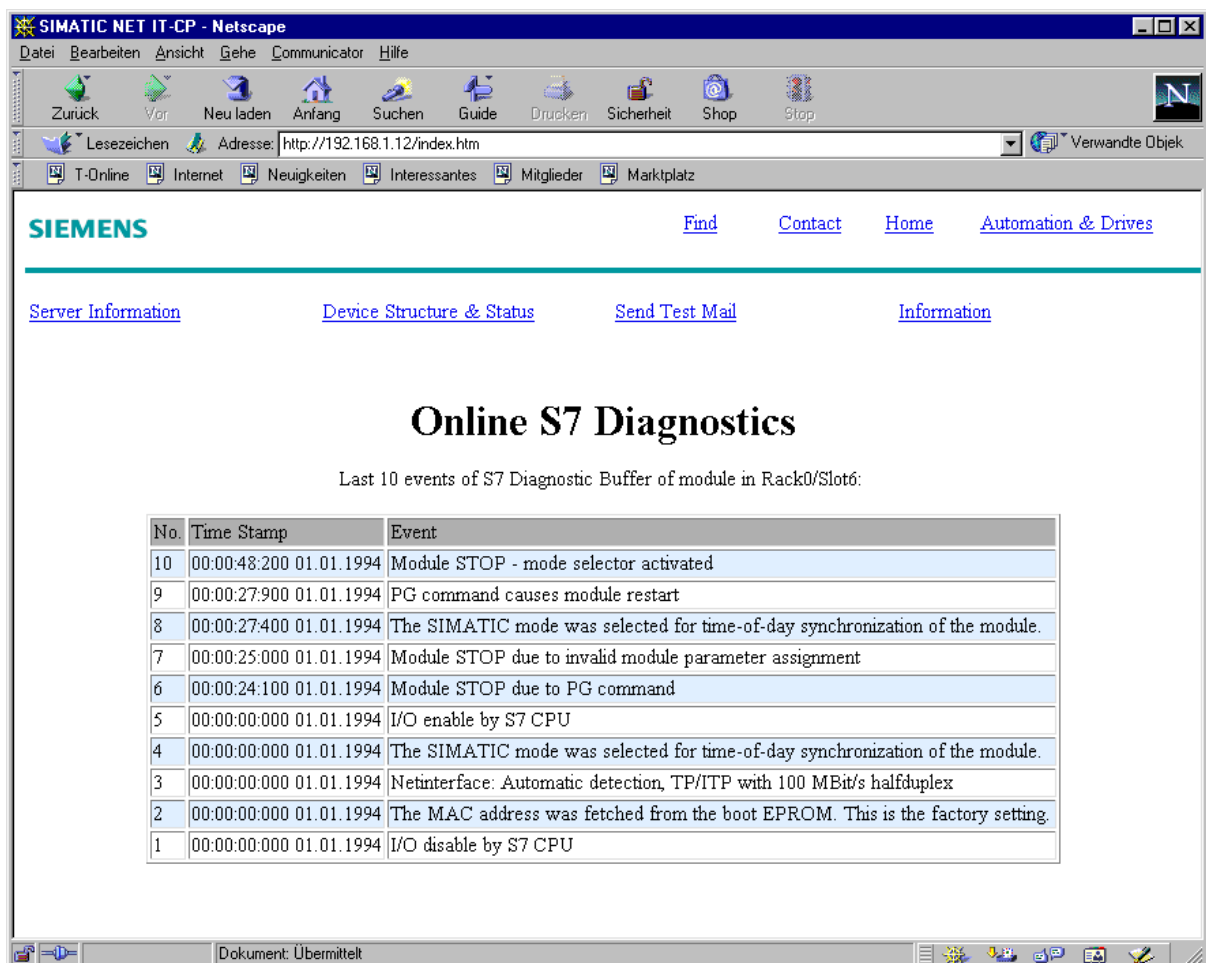 SIMATIC NET IT-CP - Netscape
Datei Bearbeiten Ansicht Gehe Communicator Hilfe
Zurück Vor Neu laden Anfang Suchen Guide Drucken Sicherheit Shop Stop
N
Lesezeichen Adresse: http://192.168.1.12/index.htm Verwandte Objek
T-Online Internet Neuigkeiten Interessantes Mitglieder Marktplatz
SIEMENS Find Contact Home Automation & Drives
Server Information Device Structure & Status Send Test Mail Information
Online S7 Diagnostics
Last 10 events of S7 Diagnostic Buffer of module in Rack0/Slot6:
No. Time Stamp Event
10 00:00:48:200 01.01.1994 Module STOP - mode selector activated
9 00:00:27:900 01.01.1994 PG command causes module restart
8 00:00:27:400 01.01.1994 The SIMATIC mode was selected for time-of-day synchronization of the module.
7 00:00:25:000 01.01.1994 Module STOP due to invalid module parameter assignment
6 00:00:24:100 01.01.1994 Module STOP due to PG command
5 00:00:00:000 01.01.1994 I/O enable by S7 CPU
4 00:00:00:000 01.01.1994 The SIMATIC mode was selected for time-of-day synchronization of the module.
3 00:00:00:000 01.01.1994 Netinterface: Automatic detection, TP/ITP with 100 MBit/s halfduplex
2 00:00:00:000 01.01.1994 The MAC address was fetched from the boot EPROM. This is the factory setting.
1 00:00:00:000 01.01.1994 I/O disable by S7 CPU
Dokument: Übermittelt